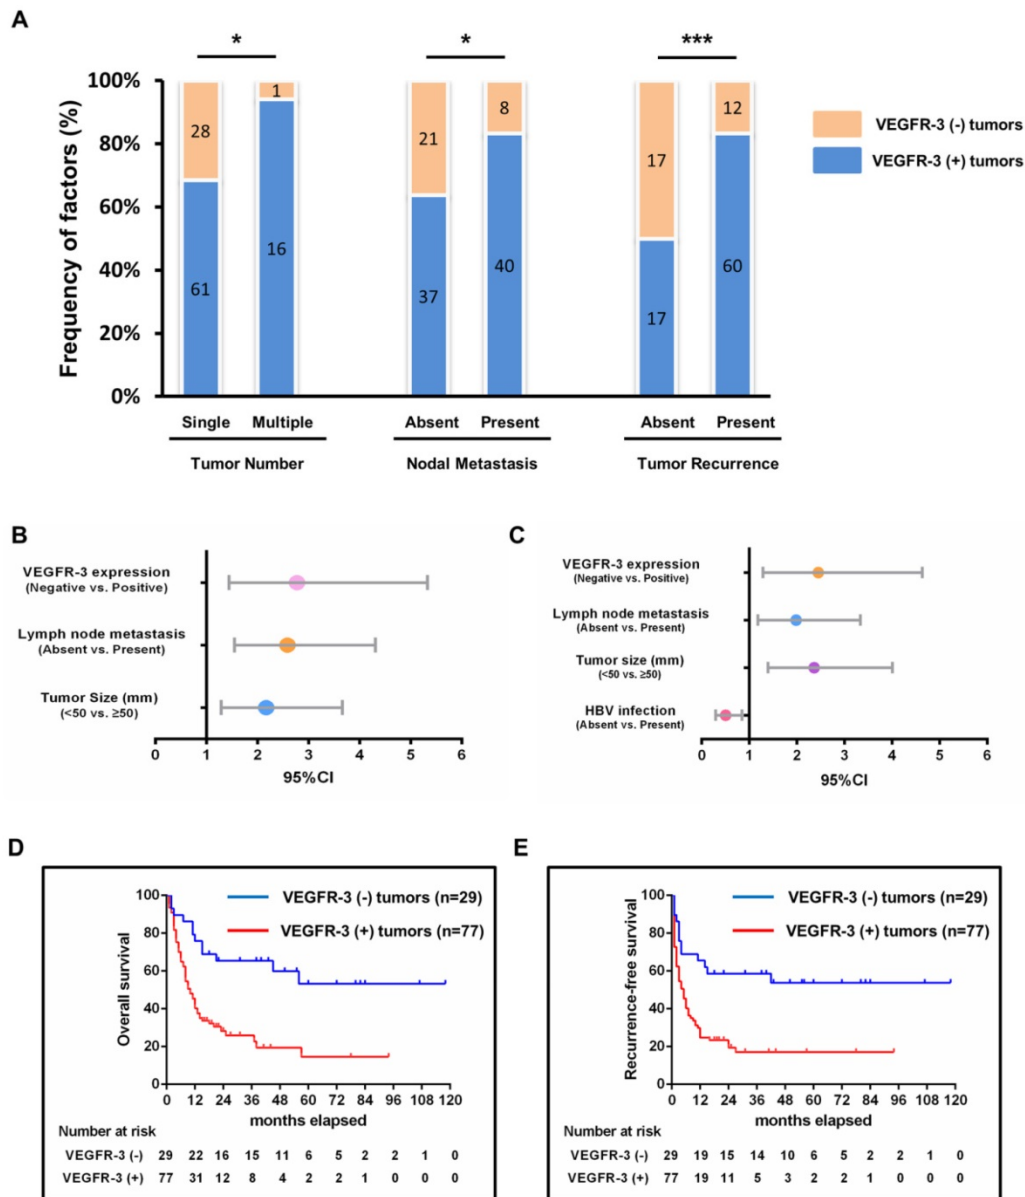 A
* * ***
100%
80%
60%
40%
20%
0%
Frequency of factors (%)
28 1 21 8 17 12
61 16 37 40 17 60
VEGFR-3 (-) tumors
VEGFR-3 (+) tumors
Single Multiple Absent Present Absent Present
Tumor Number Nodal Metastasis Tumor Recurrence
B
VEGFR-3 expression
(Negative vs. Positive)
Lymph node metastasis
(Absent vs. Present)
Tumor Size (mm)
(<50 vs. ≥50)
0 1 2 3 4 5 6
95%CI
C
VEGFR-3 expression
(Negative vs. Positive)
Lymph node metastasis
(Absent vs. Present)
Tumor size (mm)
(<50 vs. ≥50)
HBV infection
(Absent vs. Present)
0 1 2 3 4 5 6
95%CI
D
VEGFR-3 (-) tumors (n=29)
VEGFR-3 (+) tumors (n=77)
100
80
60
40
20
0
Overall survival
0 12 24 36 48 60 72 84 96 108 120
months elapsed
Number at risk
VEGFR-3 (-) 29 22 16 15 11 6 5 2 2 1 0
VEGFR-3 (+) 77 31 12 8 4 2 2 1 0 0 0
E
VEGFR-3 (-) tumors (n=29)
VEGFR-3 (+) tumors (n=77)
100
80
60
40
20
0
Recurrence-free survival
0 12 24 36 48 60 72 84 96 108 120
months elapsed
Number at risk
VEGFR-3 (-) 29 19 15 14 10 6 5 2 2 1 0
VEGFR-3 (+) 77 19 11 5 3 2 2 1 0 0 0